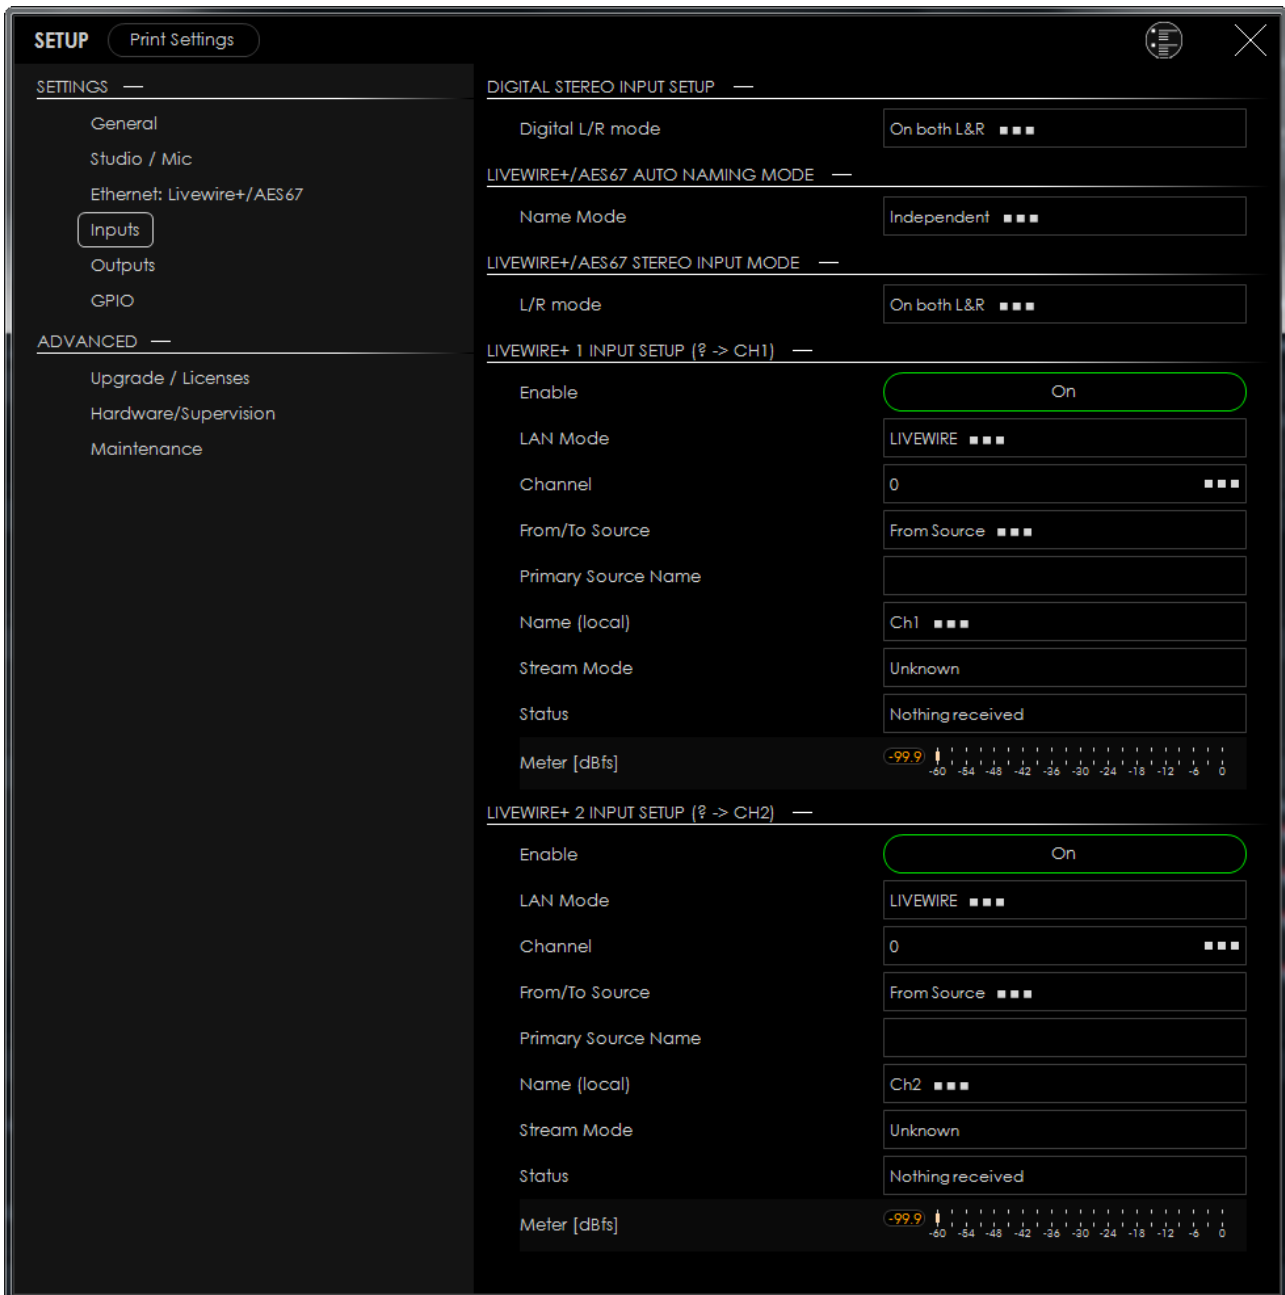 SETUP Print Settings
SETTINGS
General
Studio / Mic
Ethernet: Livewire+/AES67
Inputs
Outputs
GPIO
ADVANCED
Upgrade / Licenses
Hardware/Supervision
Maintenance
DIGITAL STEREO INPUT SETUP
Digital L/R mode On both L&R
LIVEWIRE+/AES67 AUTO NAMING MODE
Name Mode Independent
LIVEWIRE+/AES67 STEREO INPUT MODE
L/R mode On both L&R
LIVEWIRE+ 1 INPUT SETUP (? -> CH1)
Enable On
LAN Mode LIVEWIRE
Channel 0
From/To Source From Source
Primary Source Name
Name (local) Ch1
Stream Mode Unknown
Status Nothing received
Meter [dBfs] -99.9
-60 -54 -48 -42 -36 -30 -24 -18 -12 -6 0
LIVEWIRE+ 2 INPUT SETUP (? -> CH2)
Enable On
LAN Mode LIVEWIRE
Channel 0
From/To Source From Source
Primary Source Name
Name (local) Ch2
Stream Mode Unknown
Status Nothing received
Meter [dBfs] -99.9
-60 -54 -48 -42 -36 -30 -24 -18 -12 -6 0